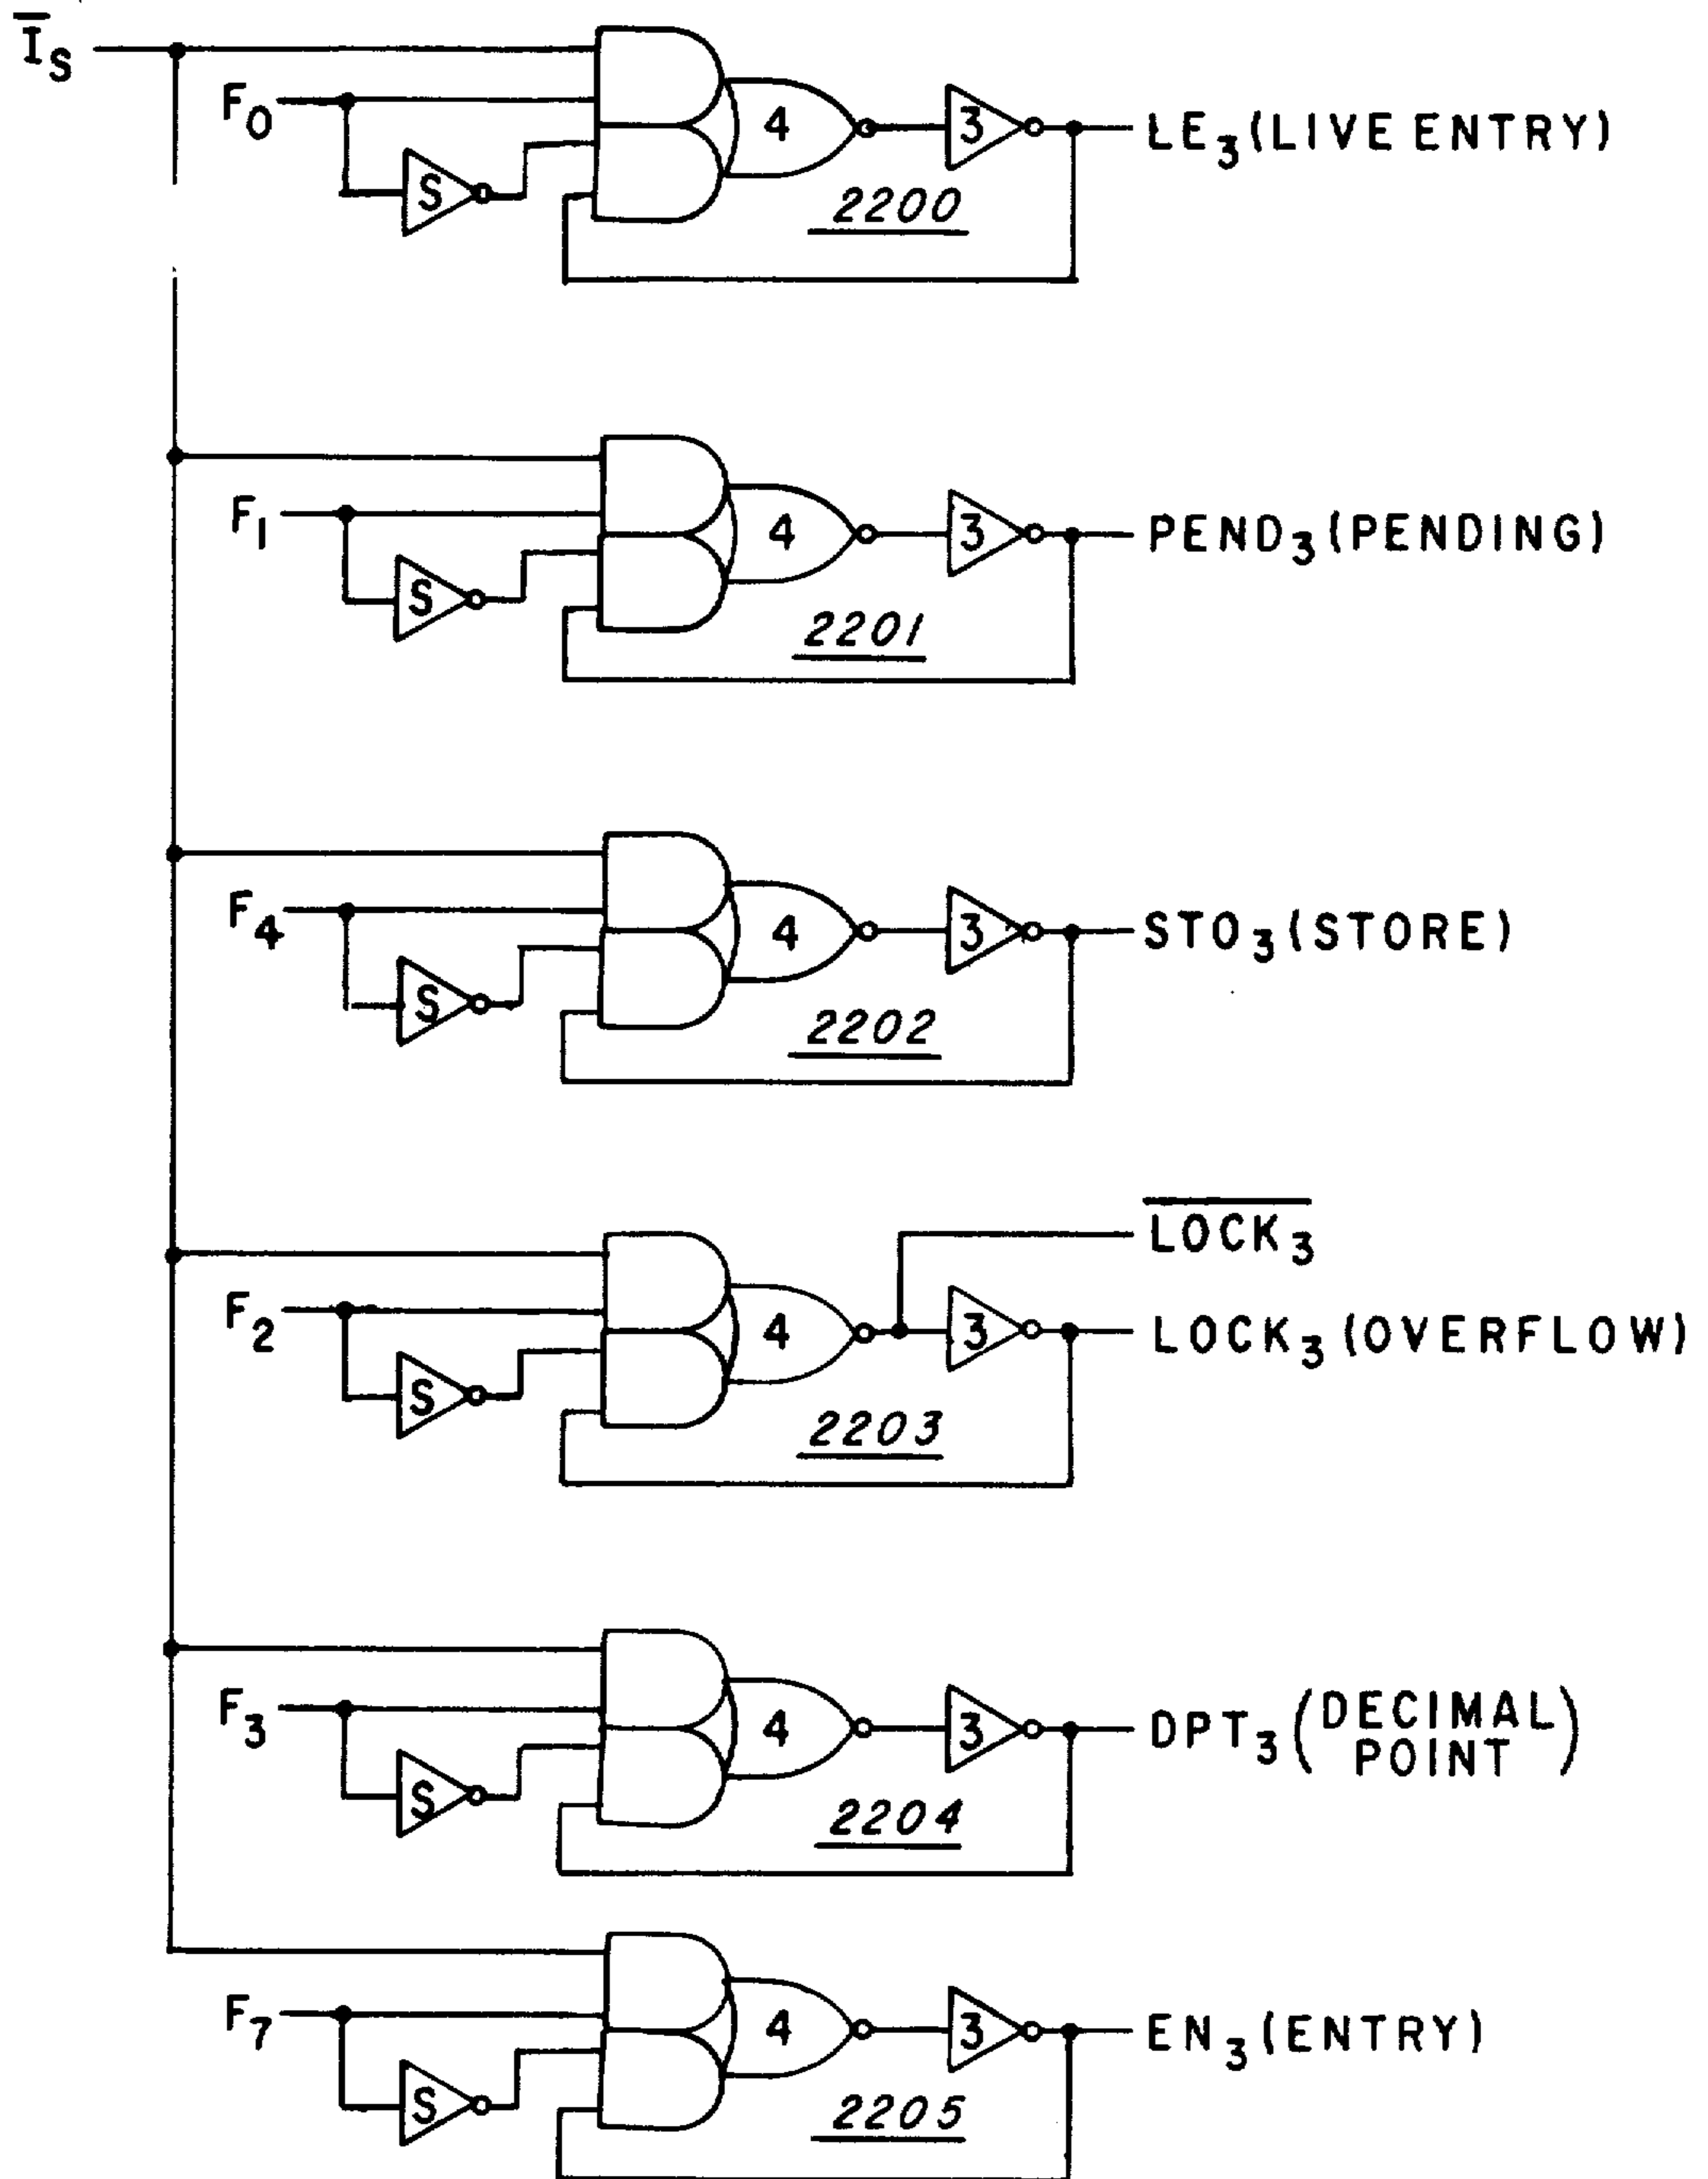 I̅S
F0
S
4
3
LE3 (LIVE ENTRY)
2200
F1
S
4
3
PEND3 (PENDING)
2201
F4
S
4
3
STO3 (STORE)
2202
F2
S
4
3
L̅O̅C̅K̅3̅
LOCK3 (OVERFLOW)
2203
F3
S
4
3
DPT3 (DECIMAL POINT)
2204
F7
S
4
3
EN3 (ENTRY)
2205